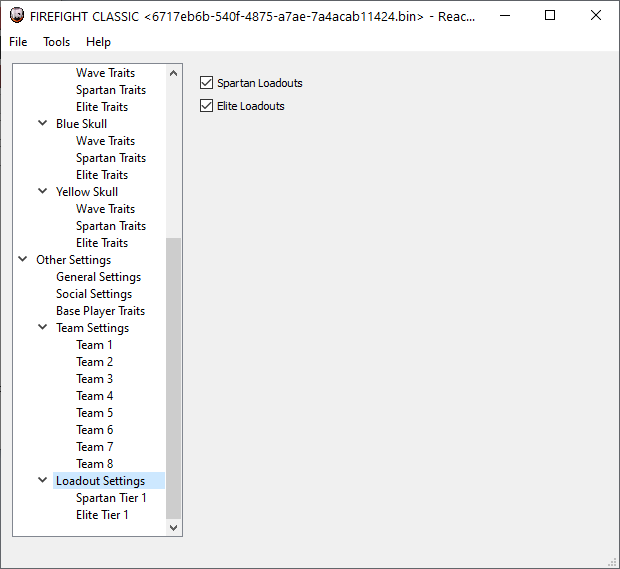 FIREFIGHT CLASSIC <6717eb6b-540f-4875-a7ae-7a4acab11424.bin> - Reac...
File Tools Help
Wave Traits
Spartan Traits
Elite Traits
Blue Skull
Wave Traits
Spartan Traits
Elite Traits
Yellow Skull
Wave Traits
Spartan Traits
Elite Traits
Other Settings
General Settings
Social Settings
Base Player Traits
Team Settings
Team 1
Team 2
Team 3
Team 4
Team 5
Team 6
Team 7
Team 8
Loadout Settings
Spartan Tier 1
Elite Tier 1
Spartan Loadouts
Elite Loadouts